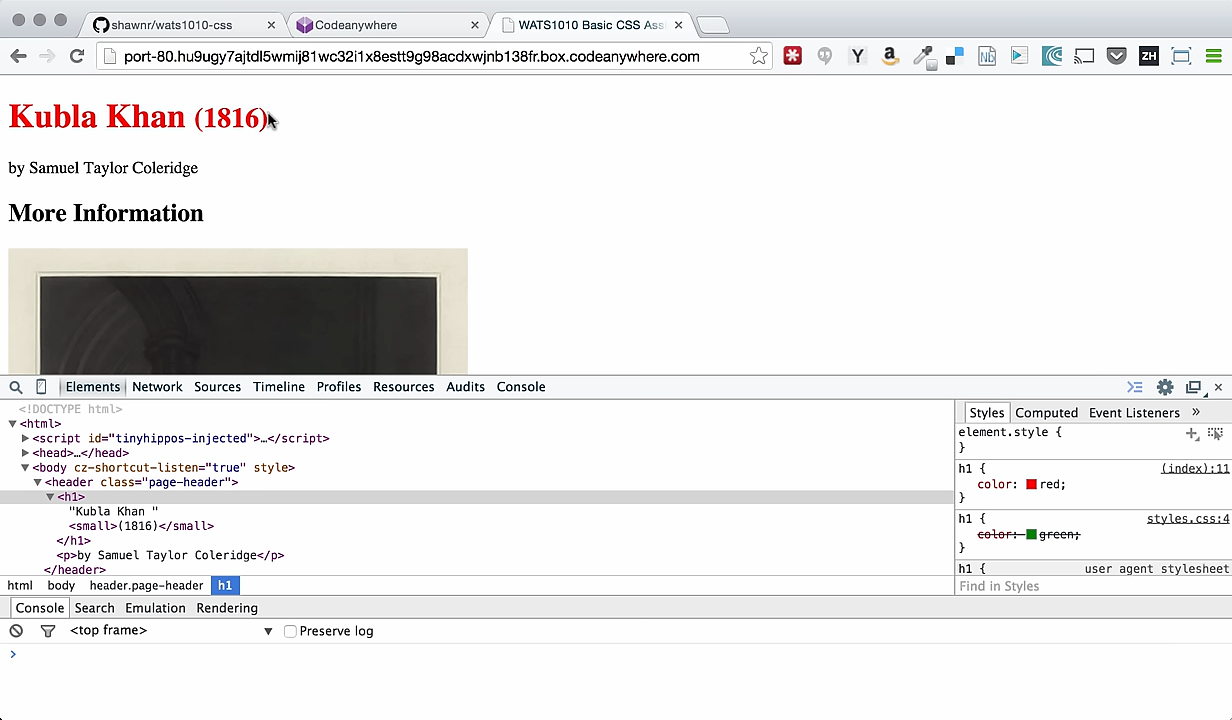 shawnr/wats1010-css
Codeanywhere
WATS1010 Basic CSS Ass
port-80.hu9ugy7ajtdl5wmij81wc32i1x8estt9g98acdxwjnb138fr.box.codeanywhere.com
Kubla Khan (1816)
by Samuel Taylor Coleridge
More Information
Elements Network Sources Timeline Profiles Resources Audits Console
<!DOCTYPE html>
<html>
<script id="tinyhippos-injected">…</script>
<head>…</head>
<body cz-shortcut-listen="true" style>
<header class="page-header">
<h1>
"Kubla Khan "
<small>(1816)</small>
</h1>
<p>by Samuel Taylor Coleridge</p>
</header>
html body header.page-header h1
Styles Computed Event Listeners »
element.style {
}
h1 { (index):11
color: red;
}
h1 { styles.css:4
color: green;
}
h1 { user agent stylesheet
Find in Styles
Console Search Emulation Rendering
<top frame> Preserve log